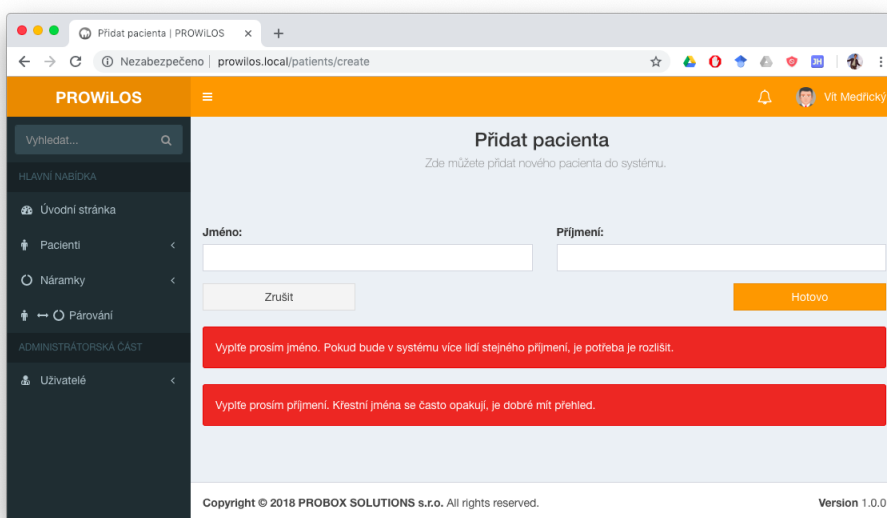 Přidat pacienta | PROWiLOS
Nezabezpečeno | prowilos.local/patients/create
JH
PROWiLOS
Vít Medřický
Vyhledat...
Přidat pacienta
Zde můžete přidat nového pacienta do systému.
HLAVNÍ NABÍDKA
Úvodní stránka
Jméno:
Příjmení:
Pacienti
Náramky
Zrušit
Hotovo
Párování
ADMINISTRÁTORSKÁ ČÁST
Vyplťe prosím jméno. Pokud bude v systému více lidí stejného příjmení, je potřeba je rozlišit.
Uživatelé
Vyplťe prosím příjmení. Křestní jména se často opakují, je dobré mít přehled.
Copyright © 2018 PROBOX SOLUTIONS s.r.o. All rights reserved.
Version 1.0.0